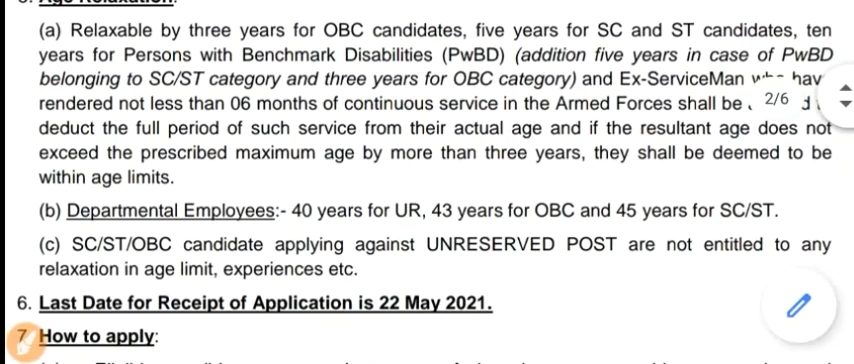 (a) Relaxable by three years for OBC candidates, five years for SC and ST candidates, ten
years for Persons with Benchmark Disabilities (PwBD) (addition five years in case of PwBD
belonging to SC/ST category and three years for OBC category) and Ex-ServiceMan
rendered not less than 06 months of continuous service in the Armed Forces shall be 2/6
deduct the full period of such service from their actual age and if the resultant age does not
exceed the prescribed maximum age by more than three years, they shall be deemed to be
within age limits.
(b) Departmental Employees:- 40 years for UR, 43 years for OBC and 45 years for SC/ST.
(c) SC/ST/OBC candidate applying against UNRESERVED POST are not entitled to any
relaxation in age limit, experiences etc.
6. Last Date for Receipt of Application is 22 May 2021.
7. How to apply: